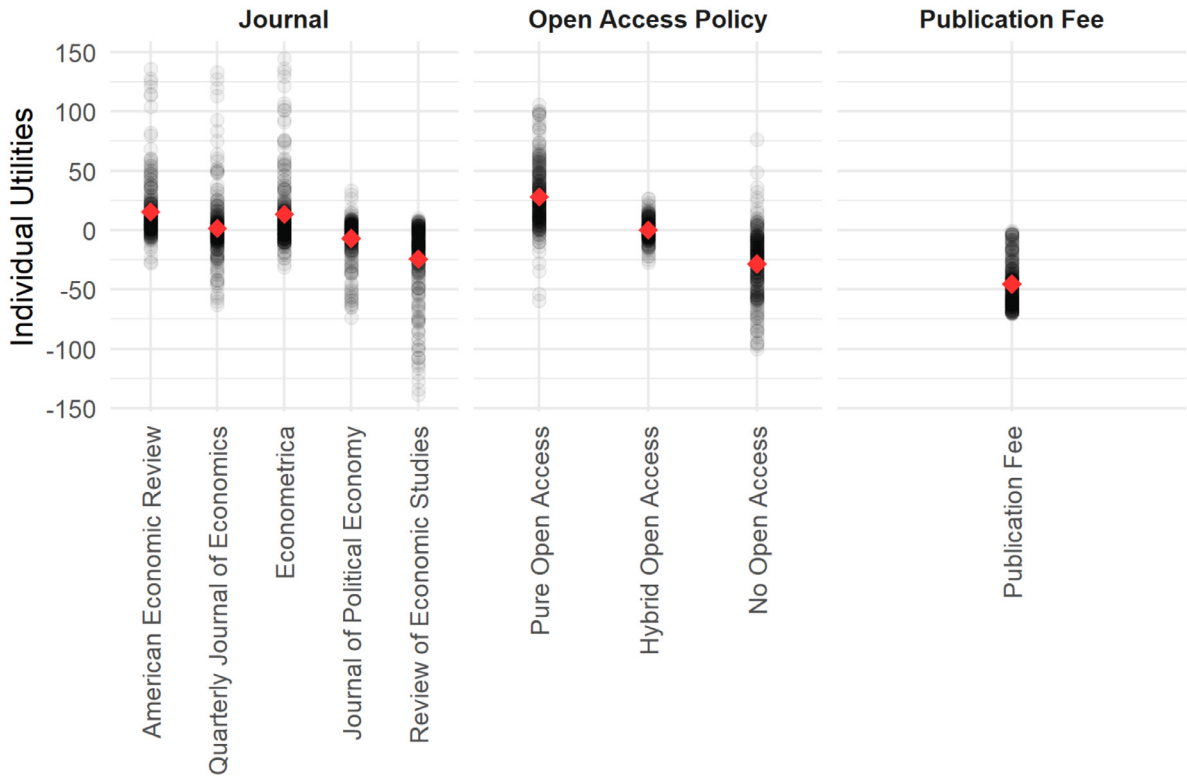 Journal
Open Access Policy
Publication Fee
Individual Utilities
150
100
50
0
-50
-100
-150
American Economic Review
Quarterly Journal of Economics
Econometrica
Journal of Political Economy
Review of Economic Studies
Pure Open Access
Hybrid Open Access
No Open Access
Publication Fee